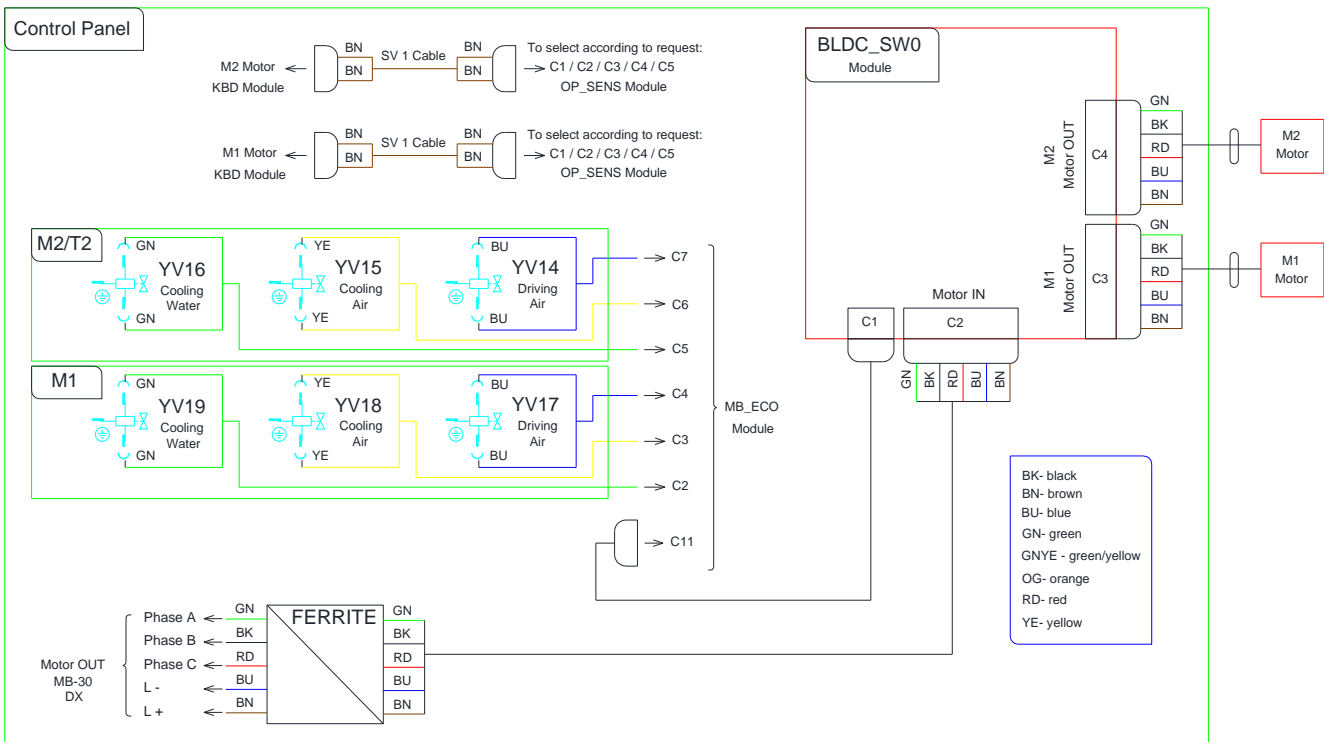 Control Panel
M2 Motor
KBD Module
BN
BN
SV 1 Cable
BN
BN
To select according to request:
C1 / C2 / C3 / C4 / C5
OP_SENS Module
M1 Motor
KBD Module
BN
BN
SV 1 Cable
BN
BN
To select according to request:
C1 / C2 / C3 / C4 / C5
OP_SENS Module
BLDC_SW0
Module
M2
Motor OUT
C4
GN
BK
RD
BU
BN
M2
Motor
M1
Motor OUT
C3
GN
BK
RD
BU
BN
M1
Motor
Motor IN
C1
C2
GN
BK
RD
BU
BN
M2/T2
GN
YV16
Cooling
Water
GN
YE
YV15
Cooling
Air
YE
BU
YV14
Driving
Air
BU
C7
C6
C5
M1
GN
YV19
Cooling
Water
GN
YE
YV18
Cooling
Air
YE
BU
YV17
Driving
Air
BU
C4
C3
C2
C11
MB_ECO
Module
BK- black
BN- brown
BU- blue
GN- green
GNYE - green/yellow
OG- orange
RD- red
YE- yellow
Motor OUT
MB-30
DX
Phase A
Phase B
Phase C
L -
L +
GN
BK
RD
BU
BN
FERRITE
GN
BK
RD
BU
BN